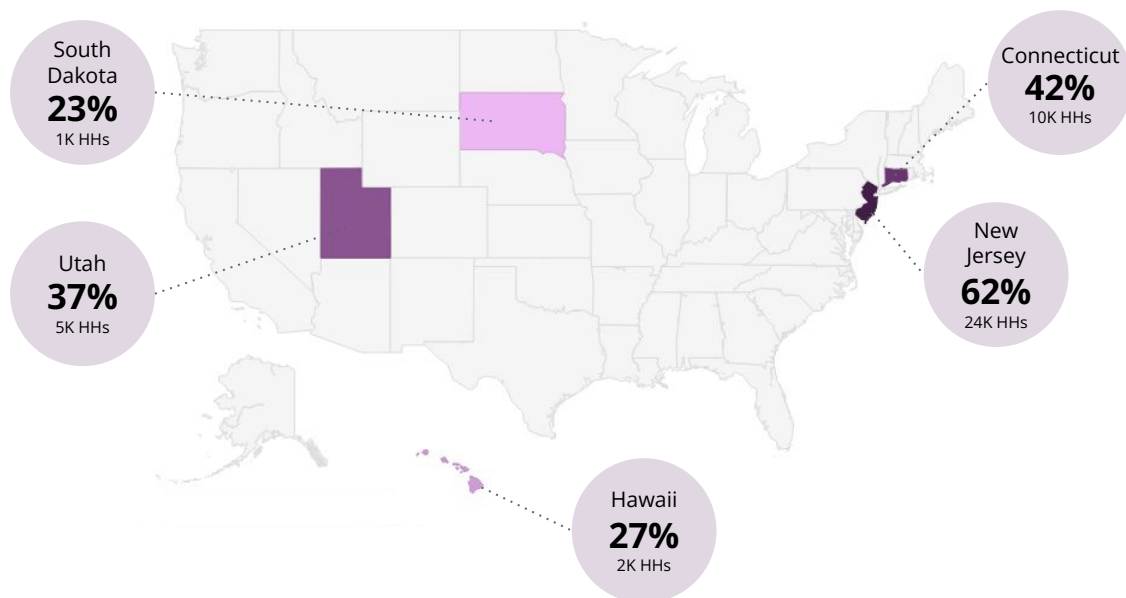 South
Dakota
23%
1K HHs
Connecticut
42%
10K HHs
Utah
37%
5K HHs
New
Jersey
62%
24K HHs
Hawaii
27%
2K HHs